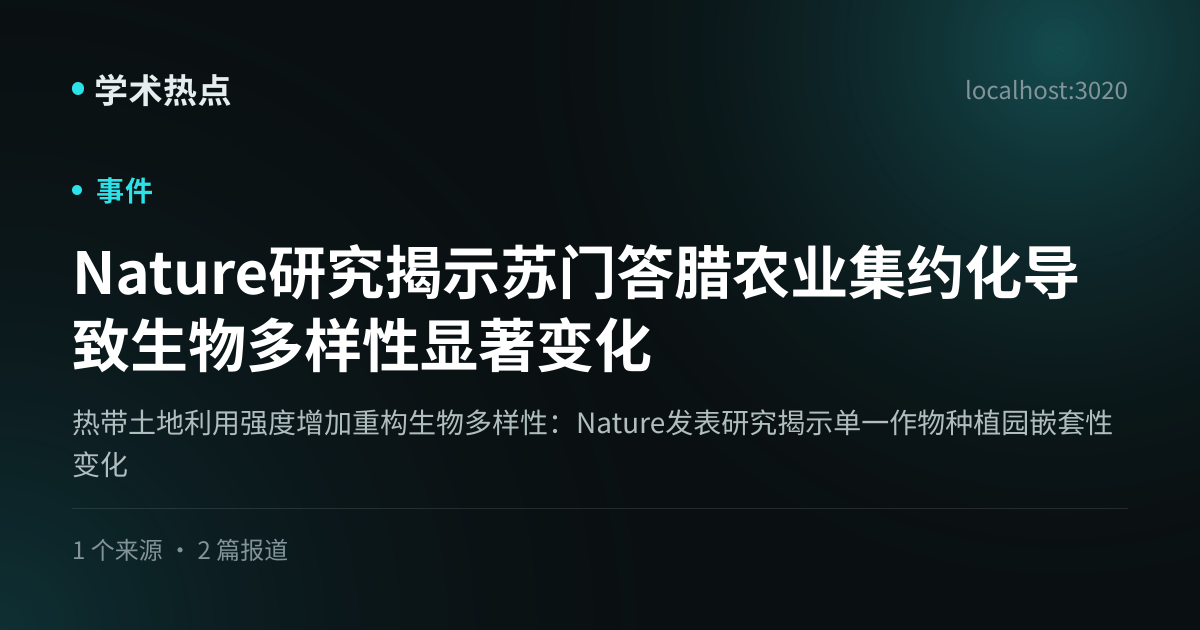 学术热点
localhost:3020
事件
Nature研究揭示苏门答腊农业集约化导
致生物多样性显著变化
热带土地利用强度增加重构生物多样性：Nature发表研究揭示单一作物种植园嵌套性
变化
1 个来源 · 2 篇报道